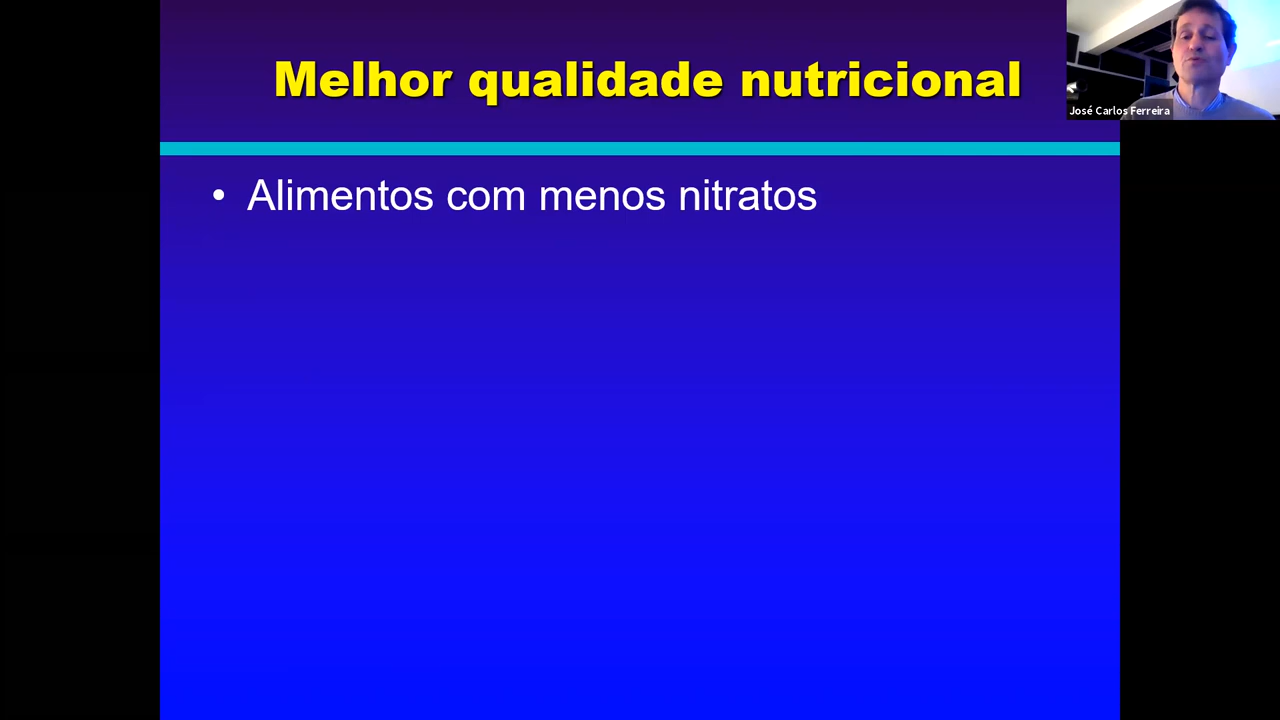 Melhor qualidade nutricional
José Carlos Ferreira
• Alimentos com menos nitratos